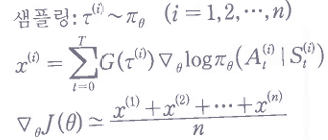 샘플링: τ⁽ⁱ⁾ ~ π_θ (i = 1, 2, ⋯, n)
x⁽ⁱ⁾ = ∑_{t=0}^{T} G(τ⁽ⁱ⁾) ∇_θ log π_θ(A_t⁽ⁱ⁾ | S_t⁽ⁱ⁾)
∇_θ J(θ) ≃ (x⁽¹⁾ + x⁽²⁾ + ⋯ + x⁽ⁿ⁾) / n